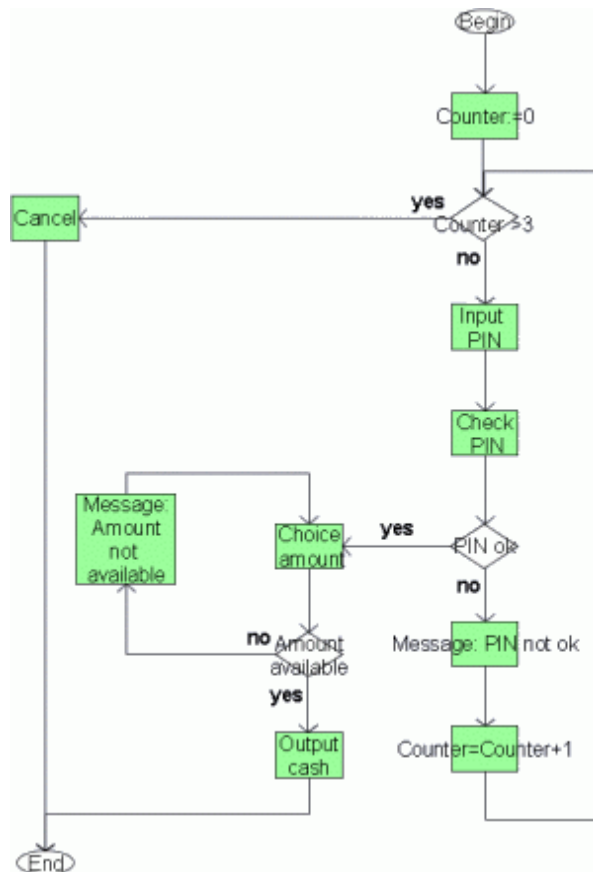 Begin
Counter:=0
yes
Cancel
Counter >3
no
Input
PIN
Check
PIN
Message:
Amount
not
available
Choice
amount
yes
PIN ok
no
no
Amount
available
Message: PIN not ok
yes
Output
cash
Counter=Counter+1
End